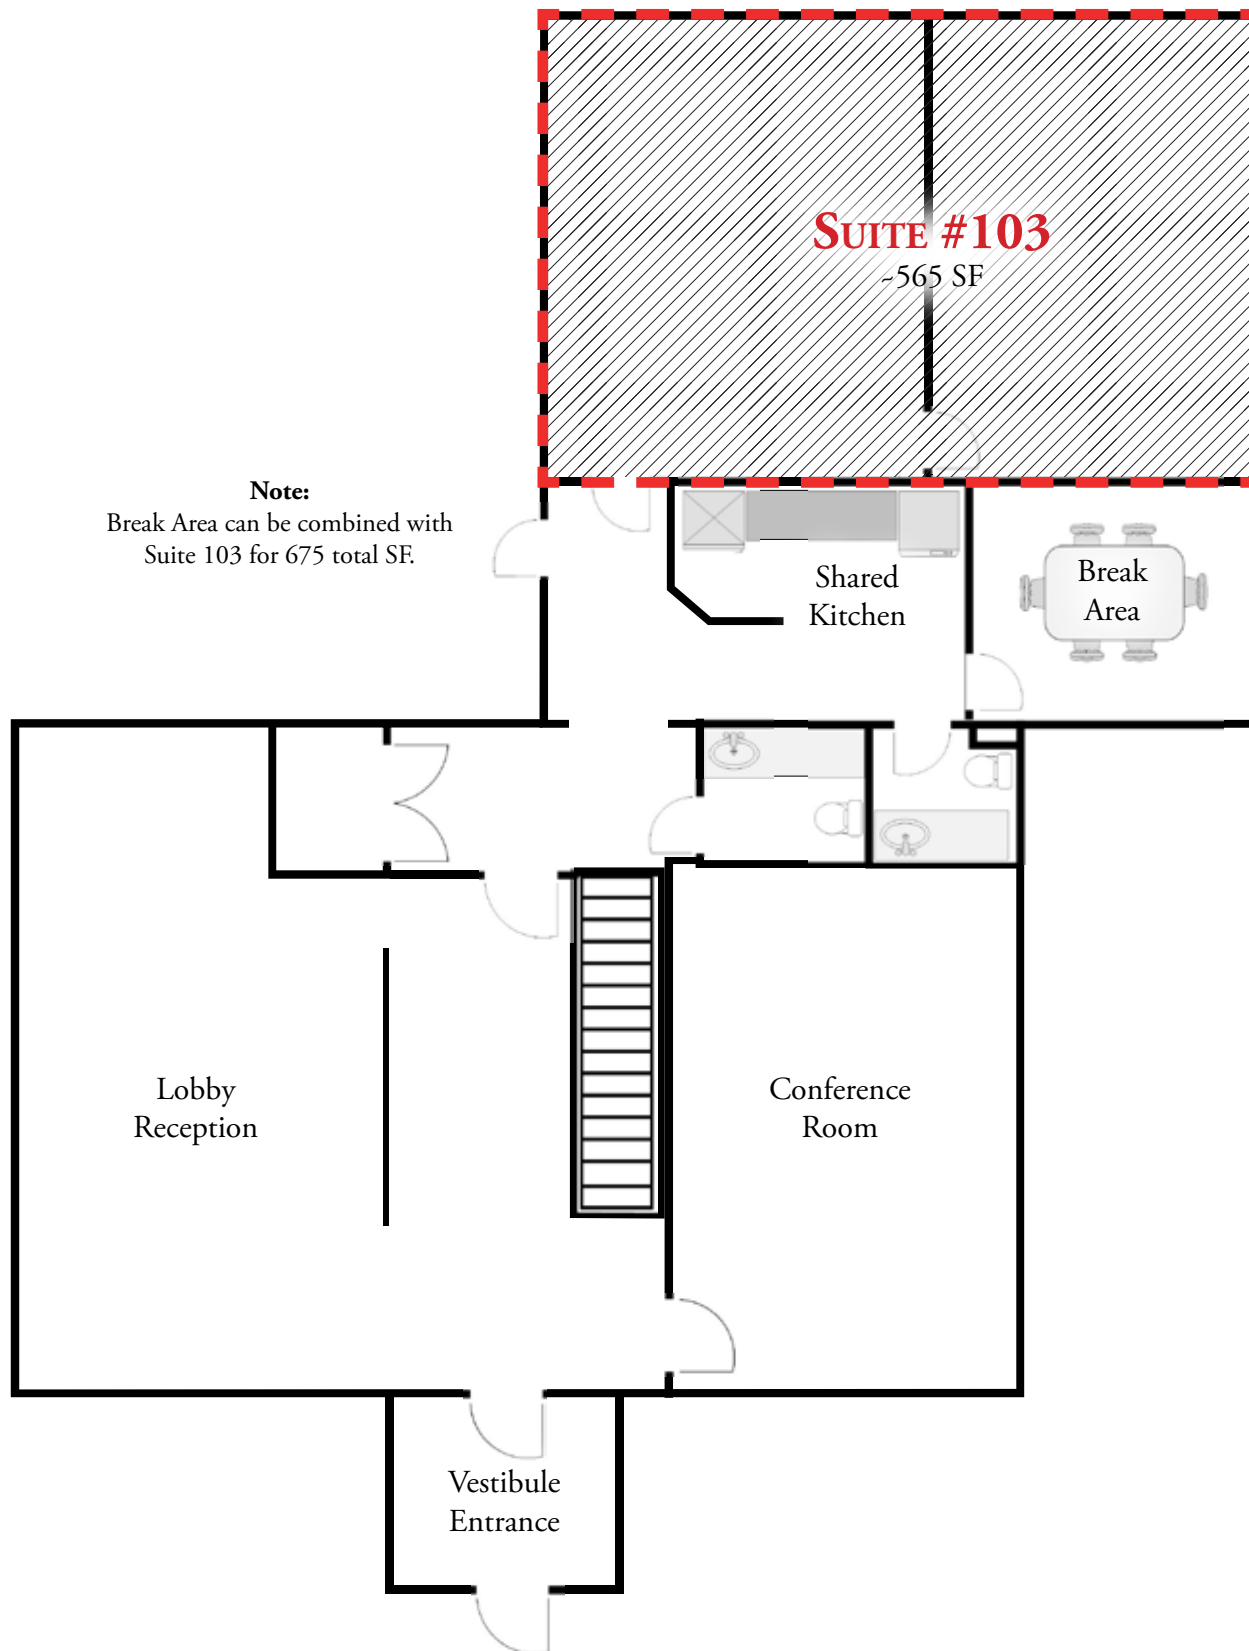 SUITE #103
~565 SF
Note:
Break Area can be combined with
Suite 103 for 675 total SF.
Shared
Kitchen
Break
Area
Lobby
Reception
Conference
Room
Vestibule
Entrance